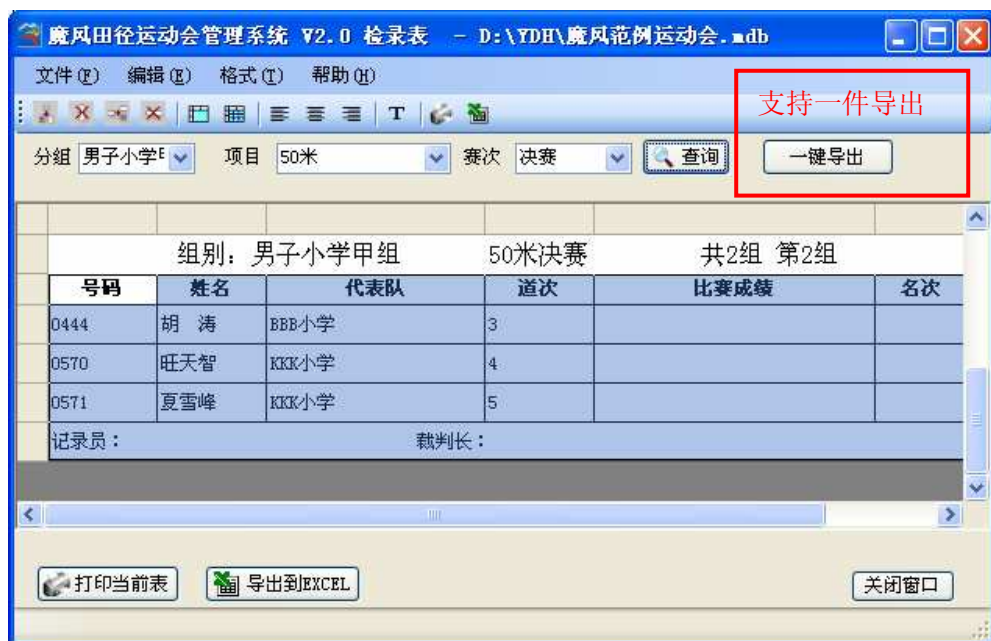 魔风田径运动会管理系统 V2.0 检录表 - D:\YDH\魔风范例运动会.mdb
文件(F) 编辑(E) 格式(T) 帮助(H)
支持一件导出
T
分组 男子小学 项目 50米 赛次 决赛 查询 一键导出
组别：男子小学甲组 50米决赛 共2组 第2组
号码 姓名 代表队 道次 比赛成绩 名次
0444 胡 涛 BBB小学 3
0570 旺天智 KKK小学 4
0571 夏雪峰 KKK小学 5
记录员： 裁判长：
打印当前表 导出到EXCEL 关闭窗口